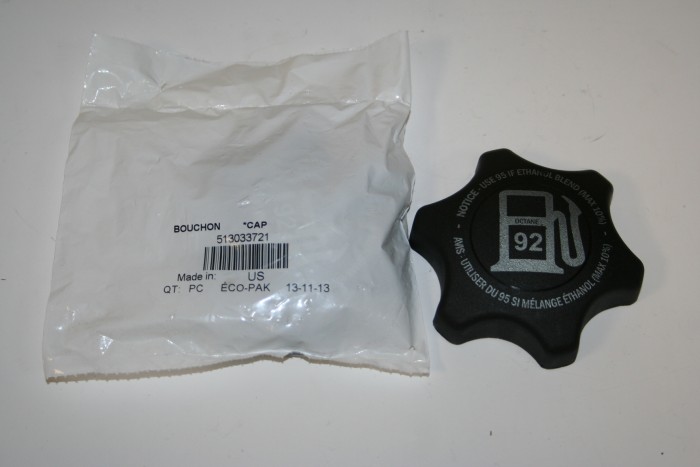 BOUCHON *CAP
513033721
Made in: US
QT: PC ÉCO-PAK 13-11-13
- NOTICE - USE 95 IF ETHANOL BLEND (MAX 10%) -
OCTANE
92
AVIS - UTILISER DU 95 SI MÉLANGE ÉTHANOL (MAX 10%)